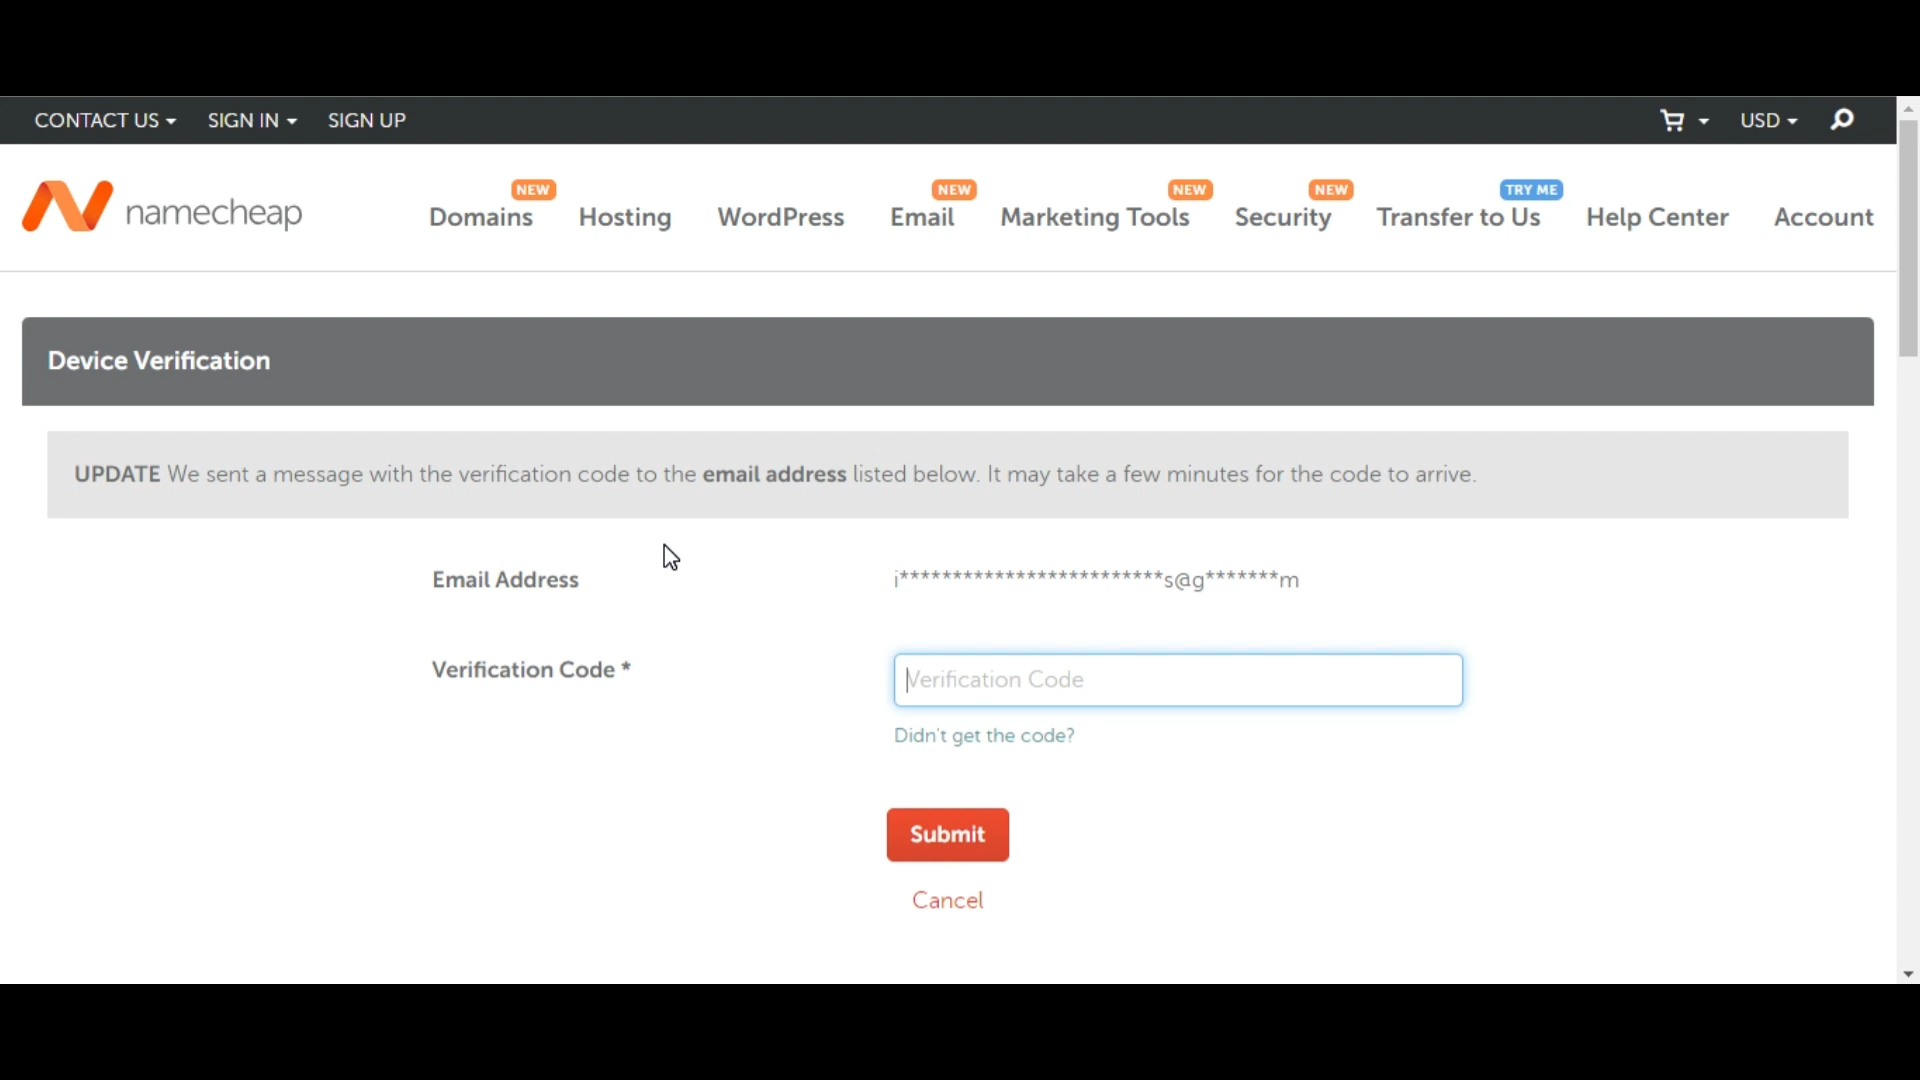 CONTACT US SIGN IN SIGN UP USD
namecheap
NEW NEW NEW NEW TRY ME
Domains Hosting WordPress Email Marketing Tools Security Transfer to Us Help Center Account
Device Verification
UPDATE We sent a message with the verification code to the email address listed below. It may take a few minutes for the code to arrive.
Email Address i*************************s@g*******m
Verification Code * Verification Code
Didn't get the code?
Submit
Cancel